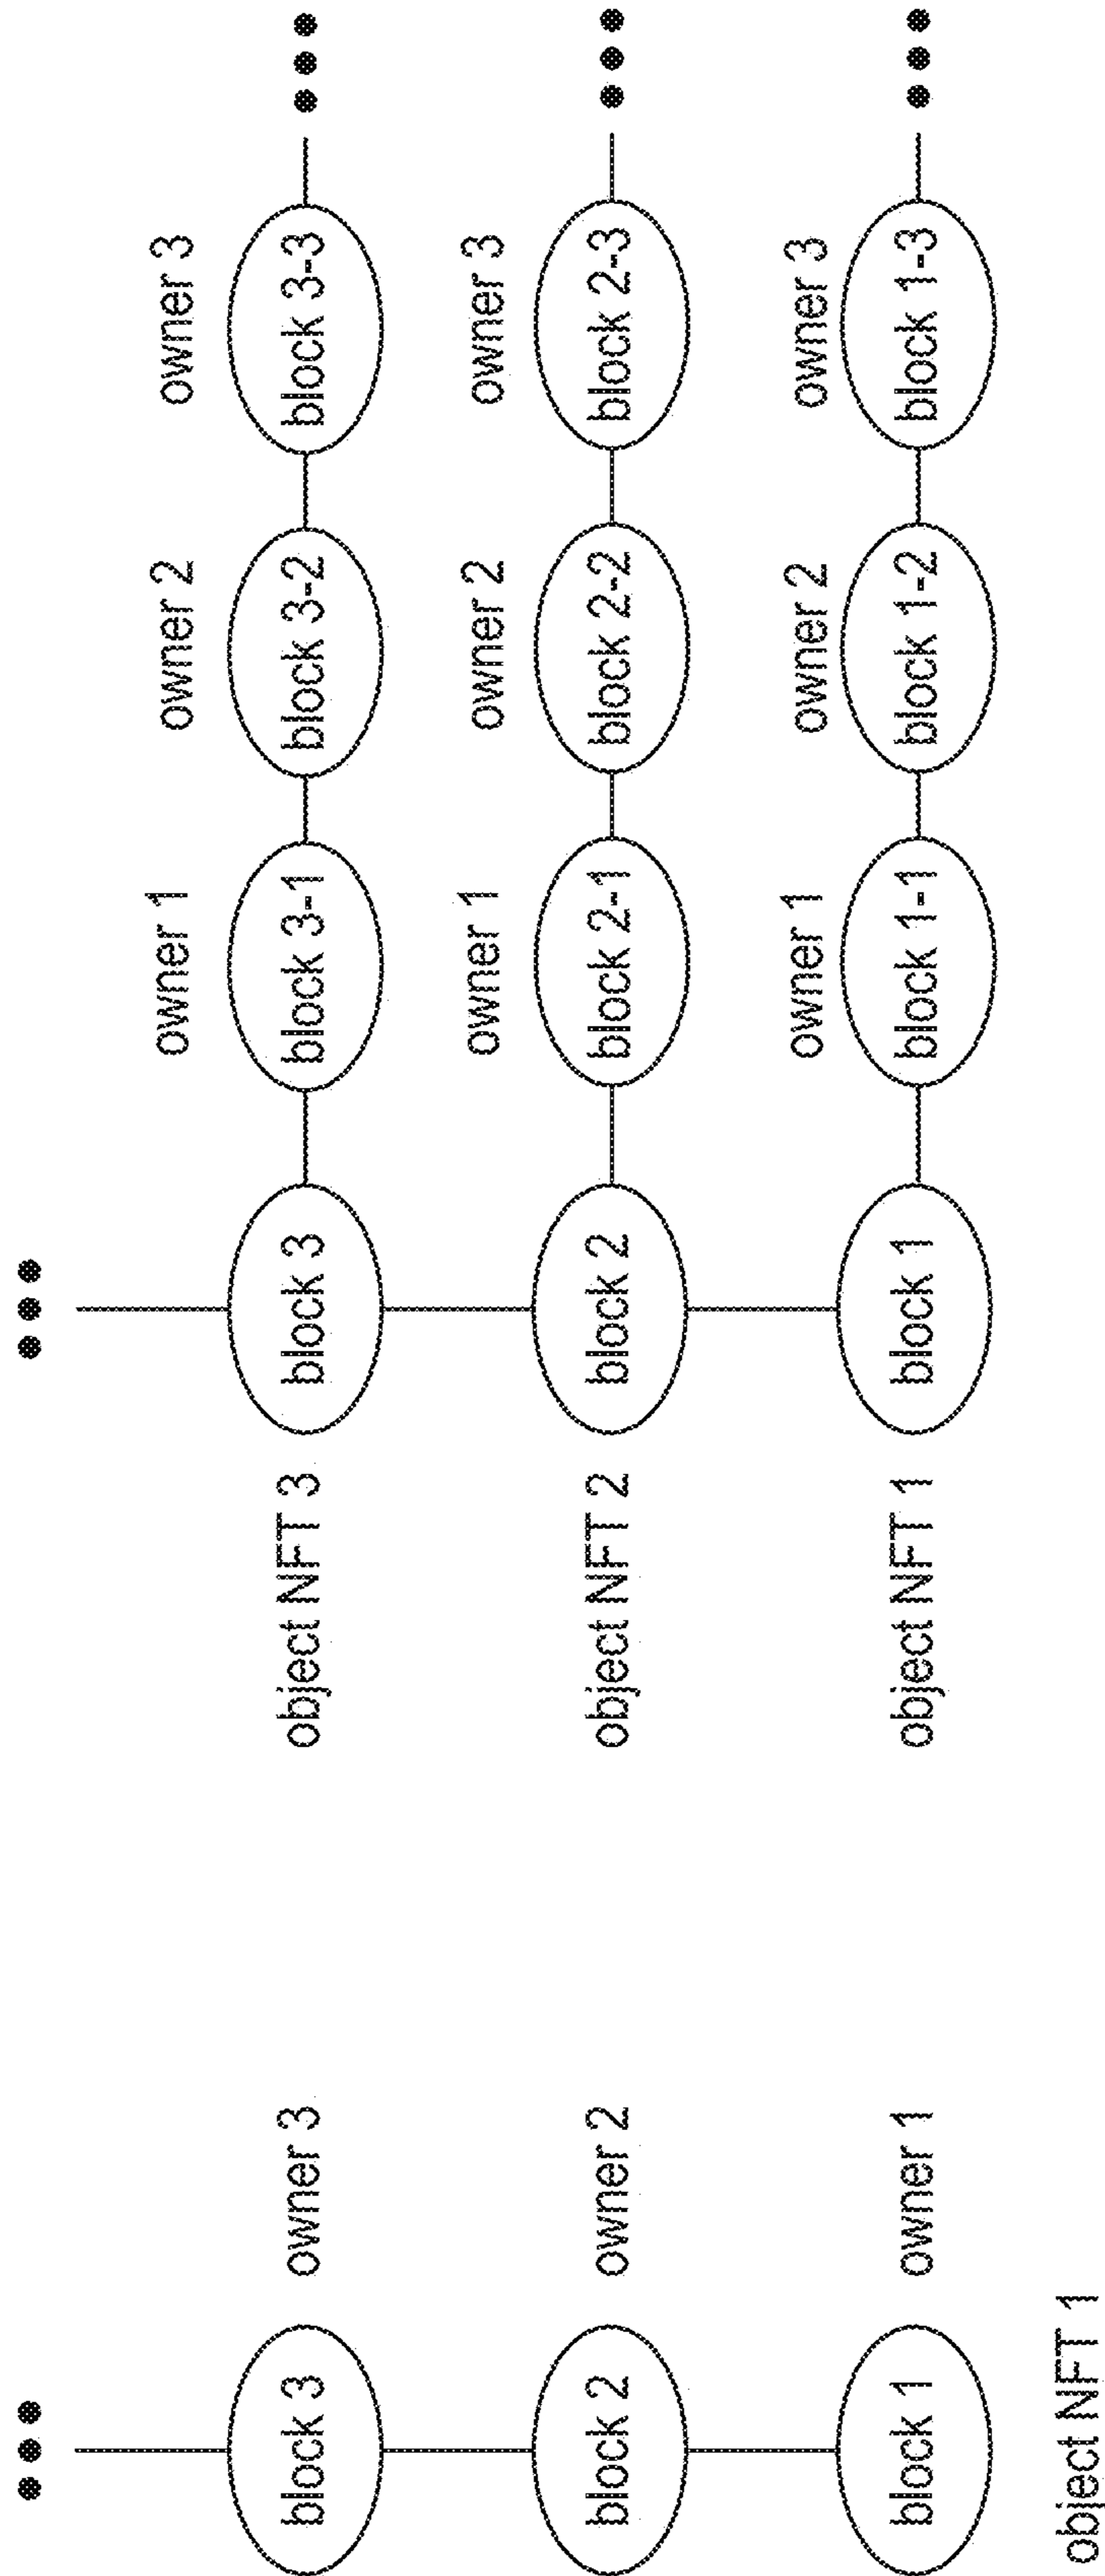 block 3 owner 3
block 2 owner 2
block 1 owner 1
object NFT 1
owner 1 owner 2 owner 3
object NFT 3 block 3 block 3-1 block 3-2 block 3-3
owner 1 owner 2 owner 3
object NFT 2 block 2 block 2-1 block 2-2 block 2-3
owner 1 owner 2 owner 3
object NFT 1 block 1 block 1-1 block 1-2 block 1-3